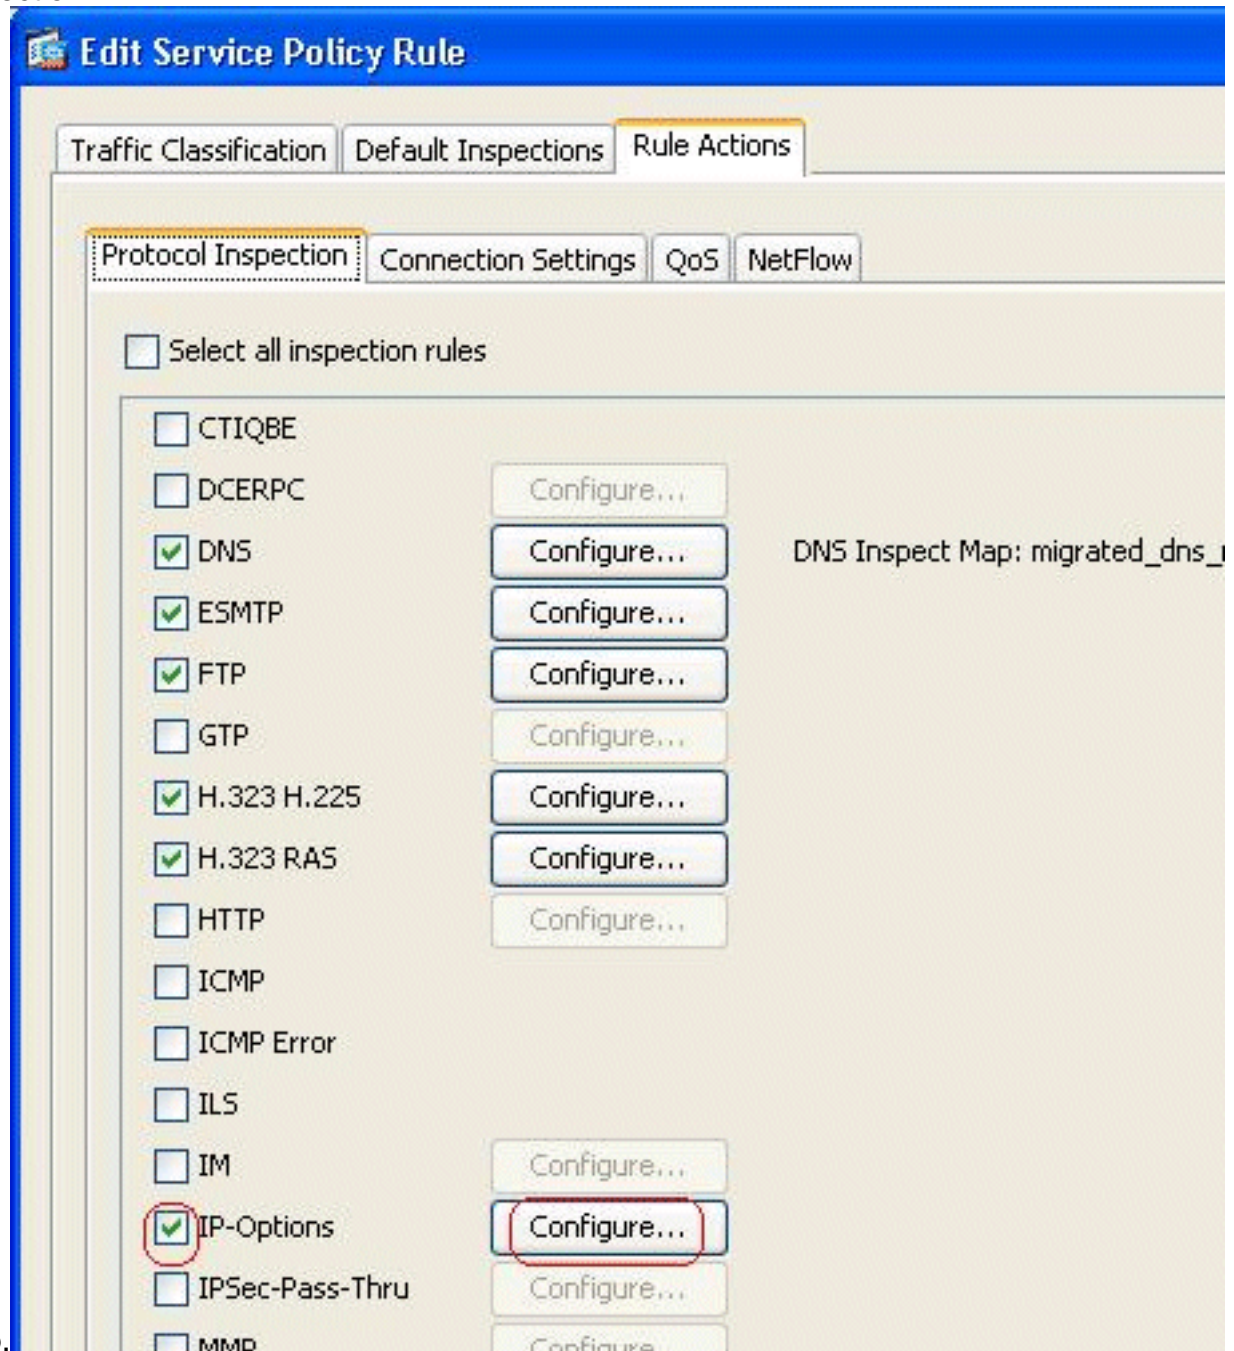 Edit Service Policy Rule
Traffic Classification Default Inspections Rule Actions
Protocol Inspection Connection Settings QoS NetFlow
Select all inspection rules
CTIQBE
DCERPC Configure...
DNS Configure... DNS Inspect Map: migrated_dns_
ESMTP Configure...
FTP Configure...
GTP Configure...
H.323 H.225 Configure...
H.323 RAS Configure...
HTTP Configure...
ICMP
ICMP Error
ILS
IM Configure...
IP-Options Configure...
IPSec-Pass-Thru Configure...
MMP Configure...